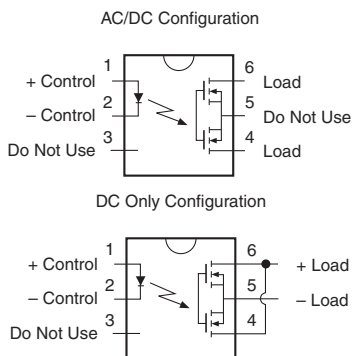 AC/DC Configuration
1 6
+ Control Load
2 5
– Control Do Not Use
3 4
Do Not Use Load
DC Only Configuration
1 6
+ Control + Load
2 5
– Control – Load
3 4
Do Not Use